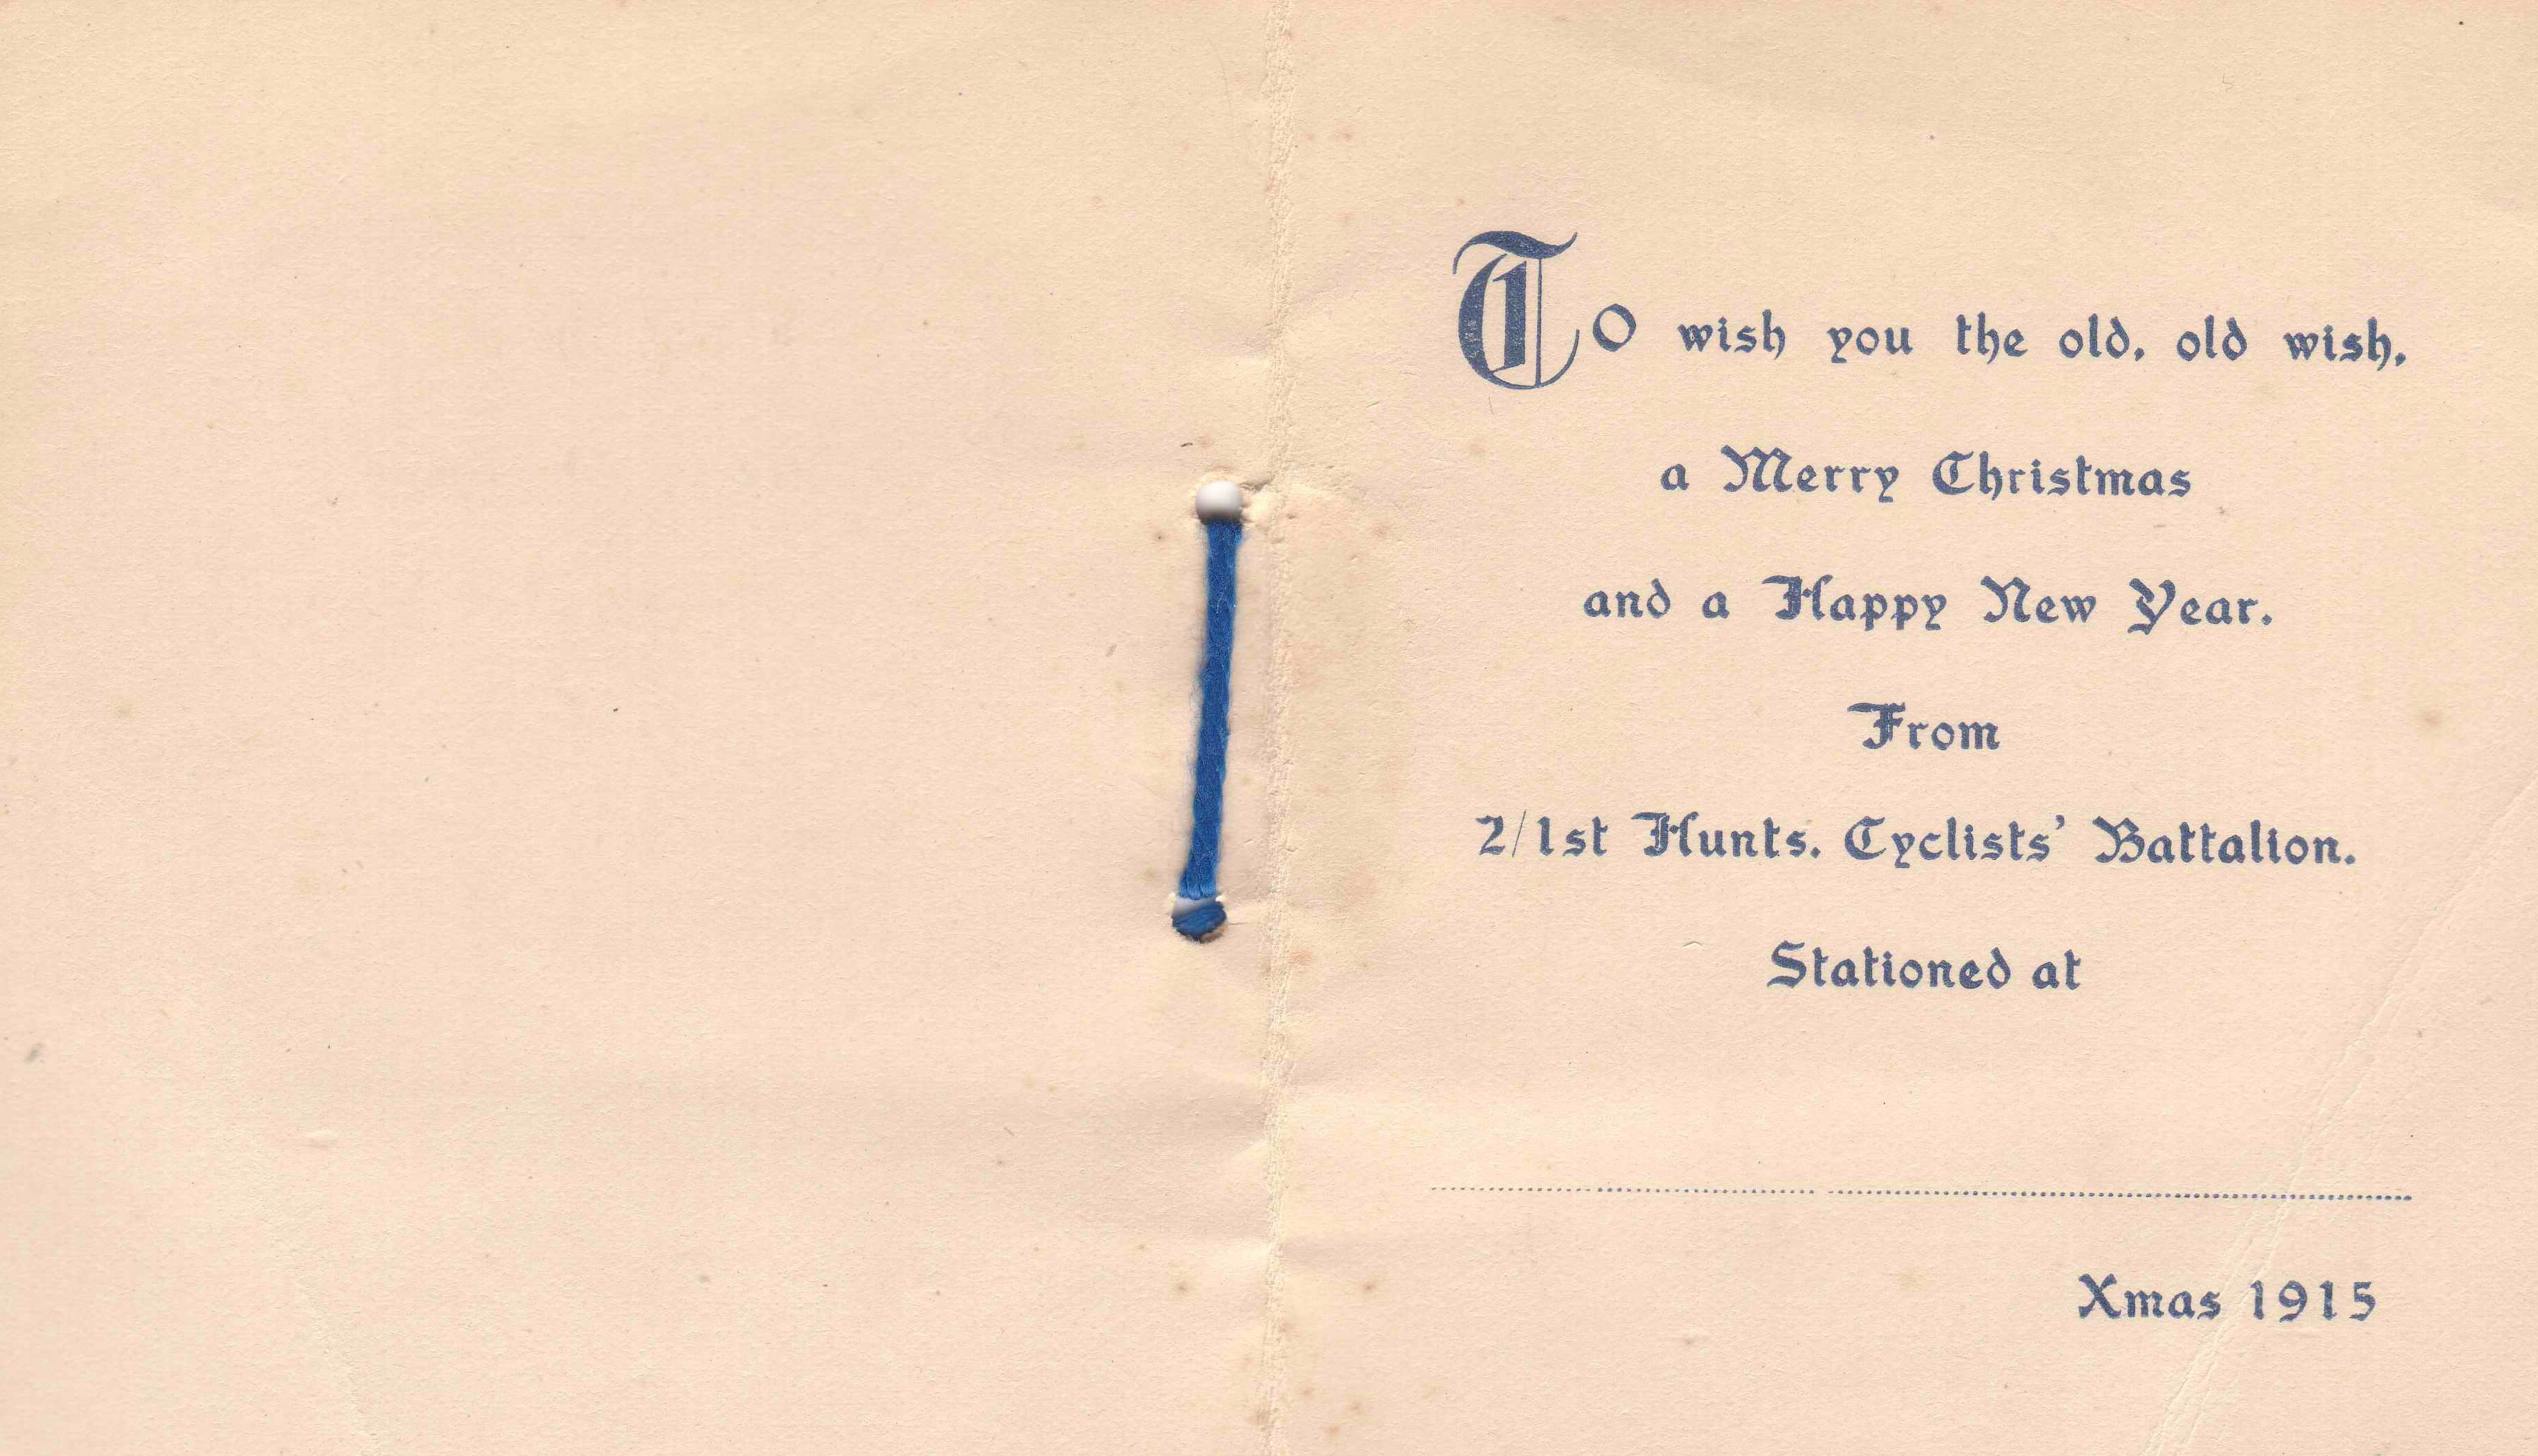 To wish you the old, old wish,
a Merry Christmas
and a Happy New Year.
From
2/1st Hunts. Cyclists' Battalion.
Stationed at
Xmas 1915